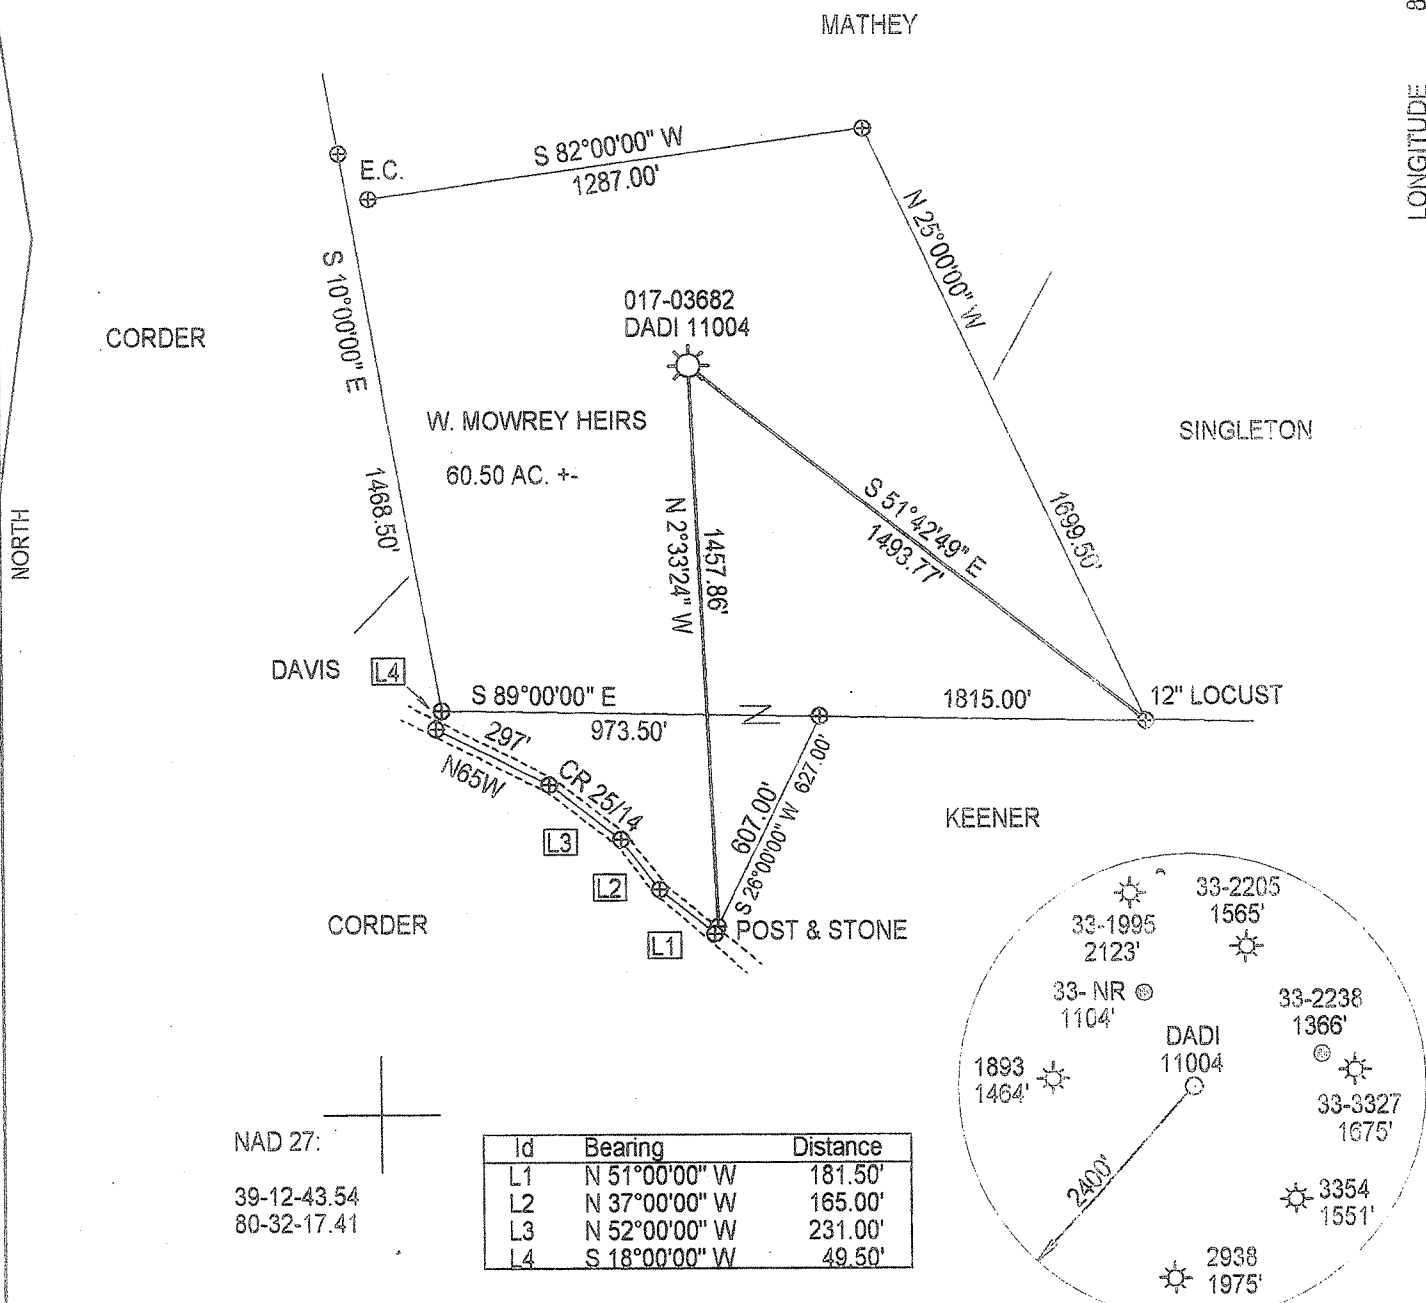 MATHEY
LONGITUDE 8
S 82°00'00" W
1287.00'
E.C.
N 25°00'00" W
1699.50'
S 10°00'00" E
1468.50'
CORDER
017-03682
DADI 11004
W. MOWREY HEIRS
60.50 AC. +-
SINGLETON
S 51°42'49" E
1493.77'
N 2°33'24" W
1457.86'
NORTH
DAVIS
L4
S 89°00'00" E
973.50'
1815.00'
12" LOCUST
297'
N65W
CR 25/14
607.00'
S 26°00'00" W 627.00'
KEENER
L3
L2
L1
POST & STONE
CORDER
33-1995
2123'
33-2205
1565'
33- NR
1104'
33-2238
1366'
DADI
11004
1893
1464'
33-3327
1675'
2400'
3354
1551'
2938
1975'
NAD 27:
39-12-43.54
80-32-17.41
Id Bearing Distance
L1 N 51°00'00" W 181.50'
L2 N 37°00'00" W 165.00'
L3 N 52°00'00" W 231.00'
L4 S 18°00'00" W 49.50'